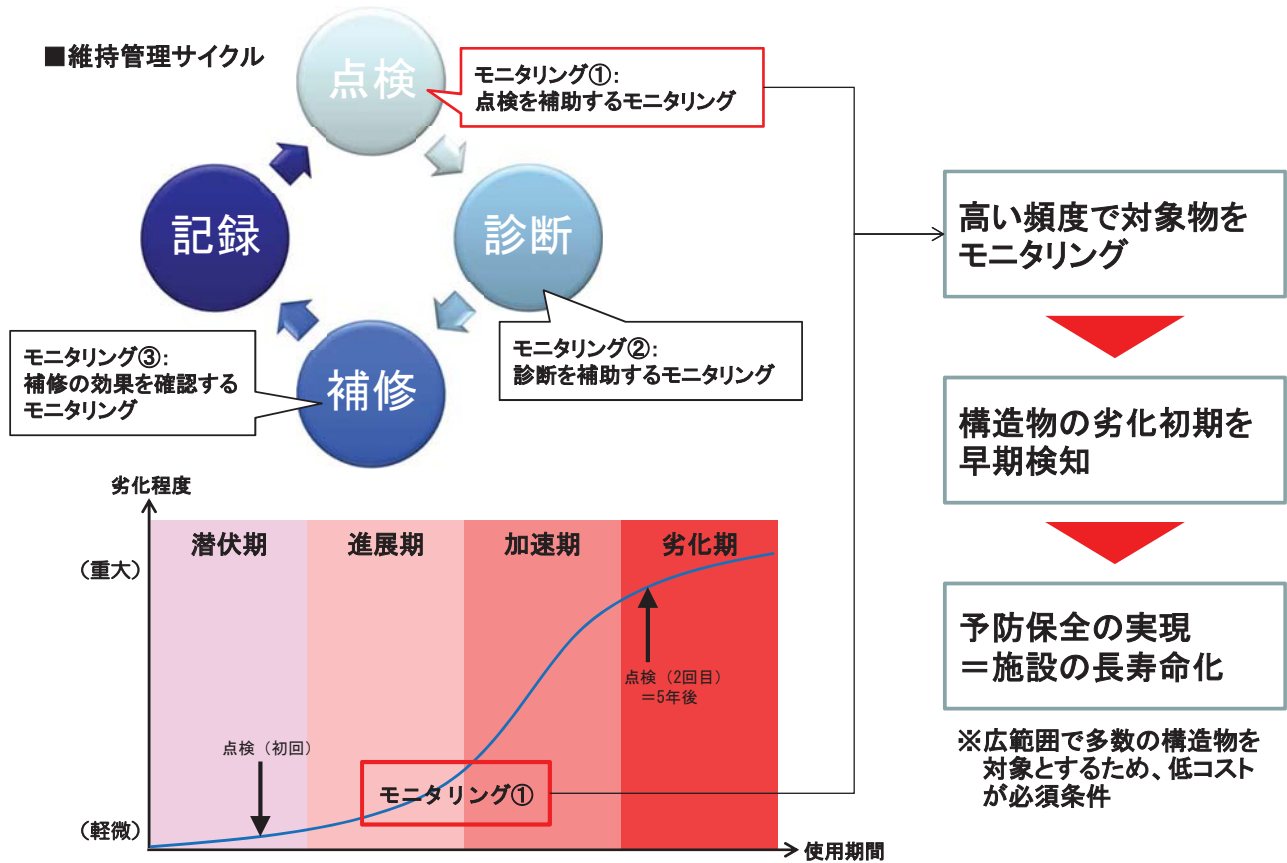 ■維持管理サイクル
点検
モニタリング①：
点検を補助するモニタリング
診断
モニタリング②：
診断を補助するモニタリング
補修
モニタリング③：
補修の効果を確認する
モニタリング
記録
高い頻度で対象物を
モニタリング
構造物の劣化初期を
早期検知
予防保全の実現
＝施設の長寿命化
※広範囲で多数の構造物を
対象とするため、低コスト
が必須条件
劣化程度
（重大）
（軽微）
潜伏期
進展期
加速期
劣化期
点検（初回）
モニタリング①
点検（2回目）
＝5年後
使用期間